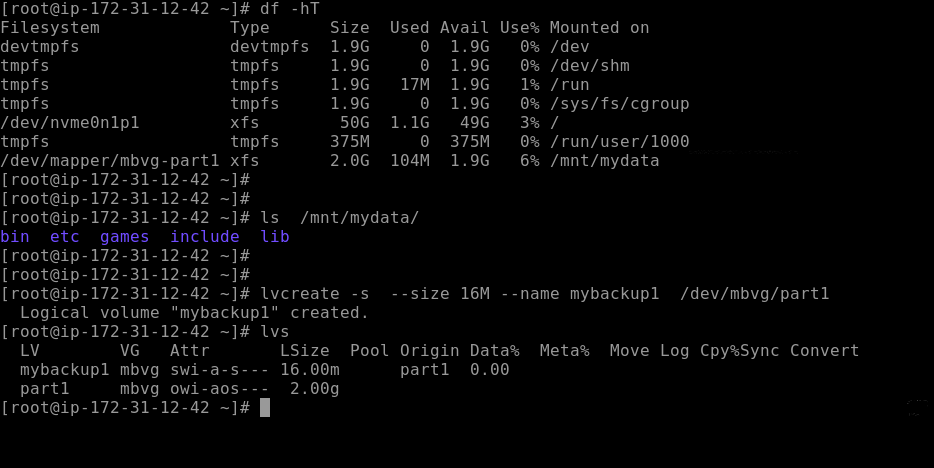 [root@ip-172-31-12-42 ~]# df -hT
Filesystem            Type      Size  Used Avail Use% Mounted on
devtmpfs              devtmpfs  1.9G     0  1.9G   0% /dev
tmpfs                 tmpfs     1.9G     0  1.9G   0% /dev/shm
tmpfs                 tmpfs     1.9G   17M  1.9G   1% /run
tmpfs                 tmpfs     1.9G     0  1.9G   0% /sys/fs/cgroup
/dev/nvme0n1p1        xfs        50G  1.1G   49G   3% /
tmpfs                 tmpfs     375M     0  375M   0% /run/user/1000
/dev/mapper/mbvg-part1 xfs      2.0G  104M  1.9G   6% /mnt/mydata
[root@ip-172-31-12-42 ~]#
[root@ip-172-31-12-42 ~]#
[root@ip-172-31-12-42 ~]# ls  /mnt/mydata/
bin  etc  games  include  lib
[root@ip-172-31-12-42 ~]#
[root@ip-172-31-12-42 ~]#
[root@ip-172-31-12-42 ~]# lvcreate -s  --size 16M --name mybackup1  /dev/mbvg/part1
  Logical volume "mybackup1" created.
[root@ip-172-31-12-42 ~]# lvs
  LV        VG   Attr       LSize  Pool Origin Data%  Meta%  Move Log Cpy%Sync Convert
  mybackup1 mbvg swi-a-s--- 16.00m      part1  0.00
  part1     mbvg owi-aos---  2.00g
[root@ip-172-31-12-42 ~]#